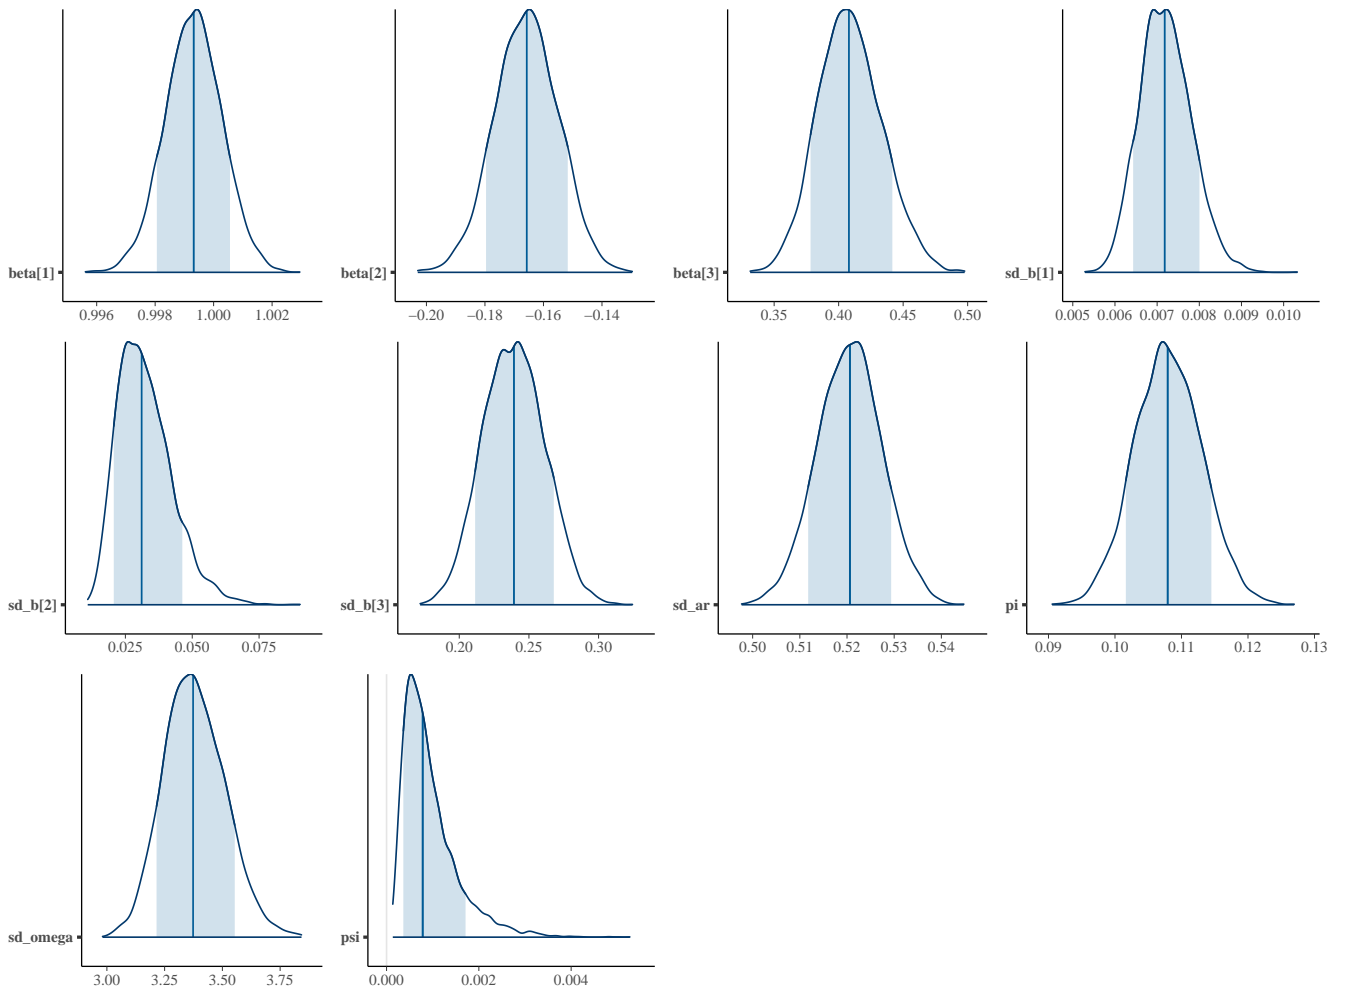 beta[1] beta[2] beta[3] sd_b[1]
0.996 0.998 1.000 1.002 −0.20 −0.18 −0.16 −0.14 0.35 0.40 0.45 0.50 0.005 0.006 0.007 0.008 0.009 0.010
sd_b[2] sd_b[3] sd_ar pi
0.025 0.050 0.075 0.20 0.25 0.30 0.50 0.51 0.52 0.53 0.54 0.09 0.10 0.11 0.12 0.13
sd_omega psi
3.00 3.25 3.50 3.75 0.000 0.002 0.004